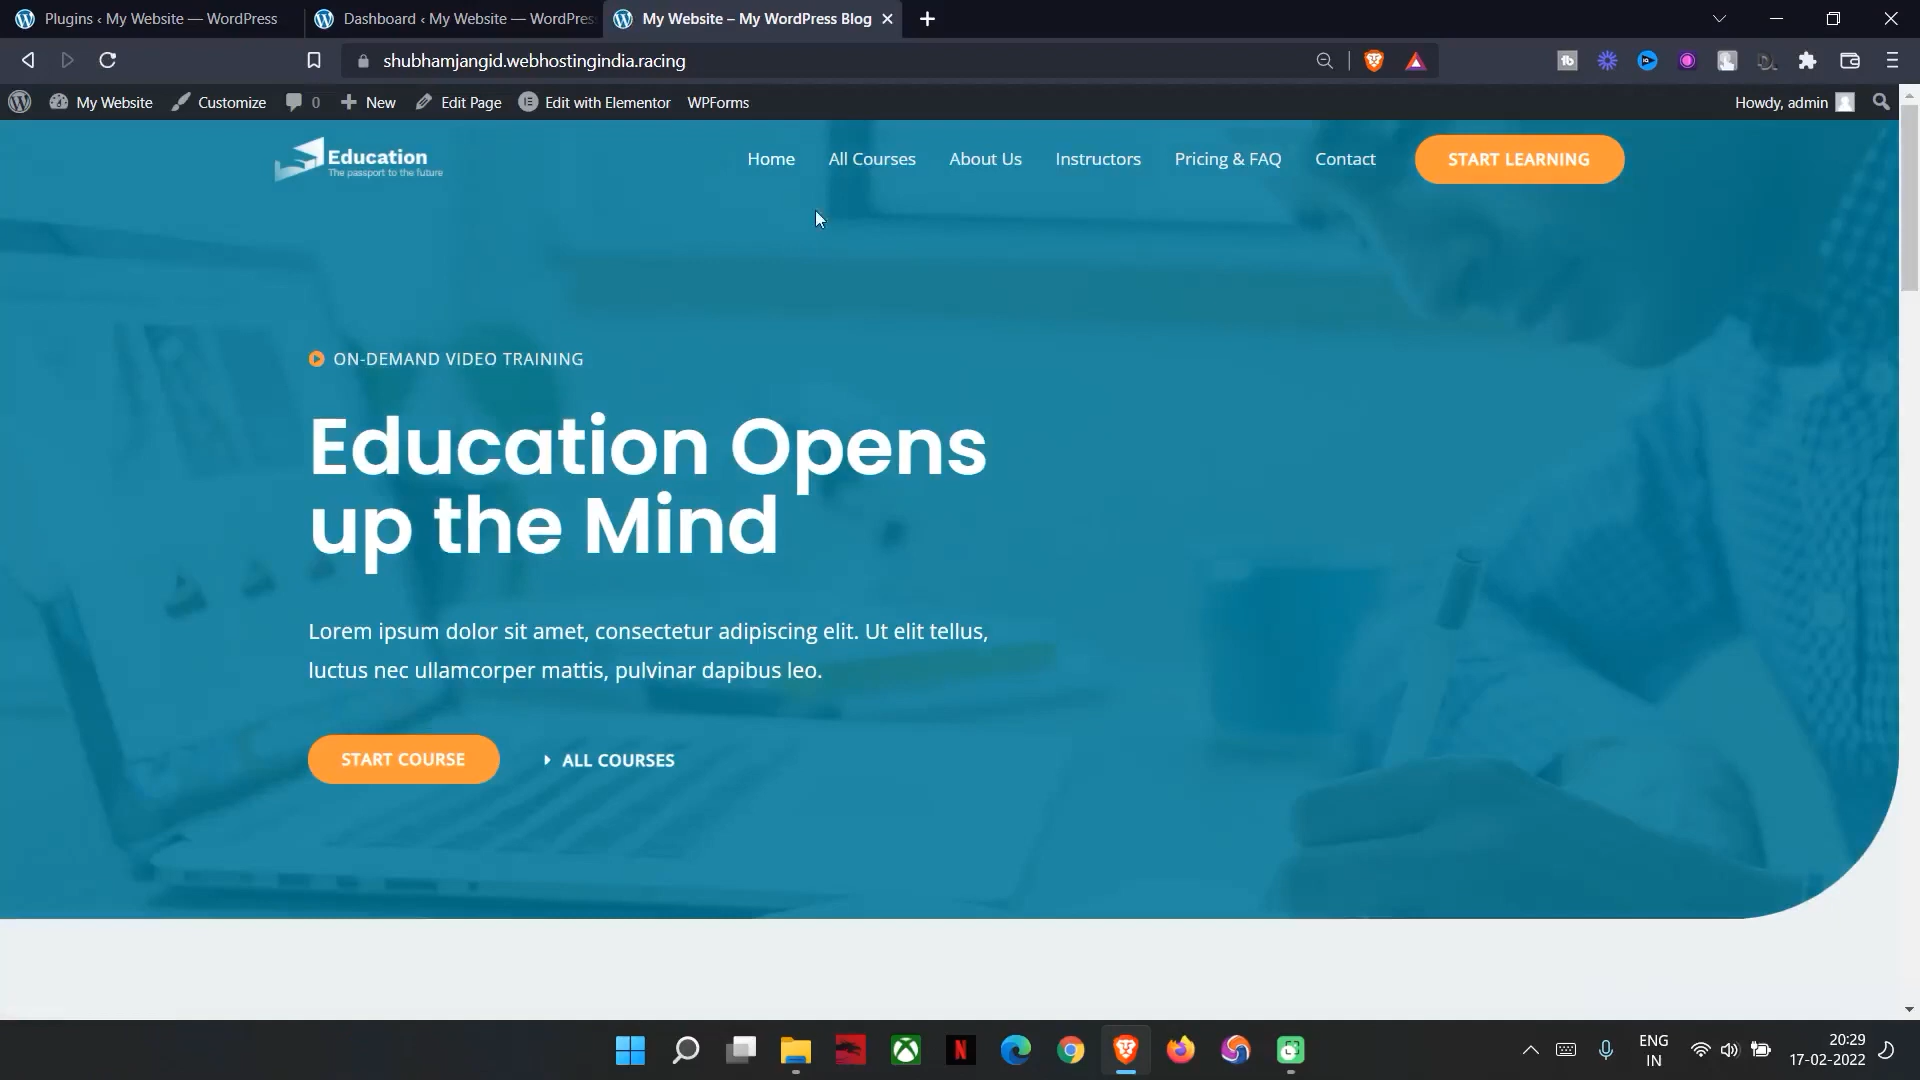 Plugins ‹ My Website — WordPress
Dashboard ‹ My Website — WordPres
My Website – My WordPress Blog
shubhamjangid.webhostingindia.racing
My Website
Customize
0
New
Edit Page
Edit with Elementor
WPForms
Howdy, admin
Education
The passport to the future
Home
All Courses
About Us
Instructors
Pricing & FAQ
Contact
START LEARNING
ON-DEMAND VIDEO TRAINING
Education Opens
up the Mind
Lorem ipsum dolor sit amet, consectetur adipiscing elit. Ut elit tellus,
luctus nec ullamcorper mattis, pulvinar dapibus leo.
START COURSE
ALL COURSES
ENG
IN
20:29
17-02-2022